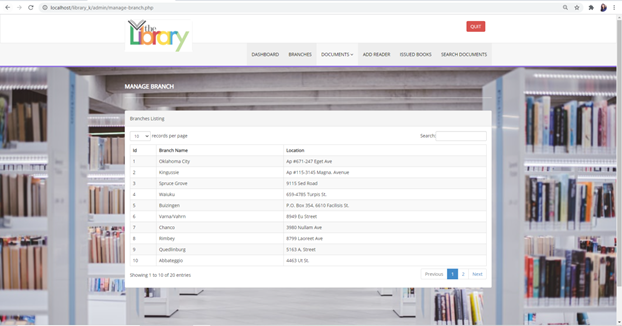 localhost/library_6/admin/manage-branch.php
the
Library
QUIT
DASHBOARD BRANCHES DOCUMENTS ADD READER ISSUED BOOKS SEARCH DOCUMENTS
MANAGE BRANCH
Branches Listing
10 records per page Search:
Id Branch Name Location
1 Oklahoma City Ap #671-247 Eget Ave
2 Kingussie Ap #113-3145 Magna. Avenue
3 Spruce Grove 9115 Sed Road
4 Waiuku 609-4785 Turpis St.
5 Buizingen P.O. Box 354, 6610 Facilisis St.
6 Varna/Vahrn 8949 Eu Street
7 Chanco 3980 Nullam Ave
8 Rimbey 8799 Laoreet Ave
9 Quedlinburg 5163 A, Street
10 Abbateggio 4463 Ut St.
Showing 1 to 10 of 20 entries Previous 1 2 Next